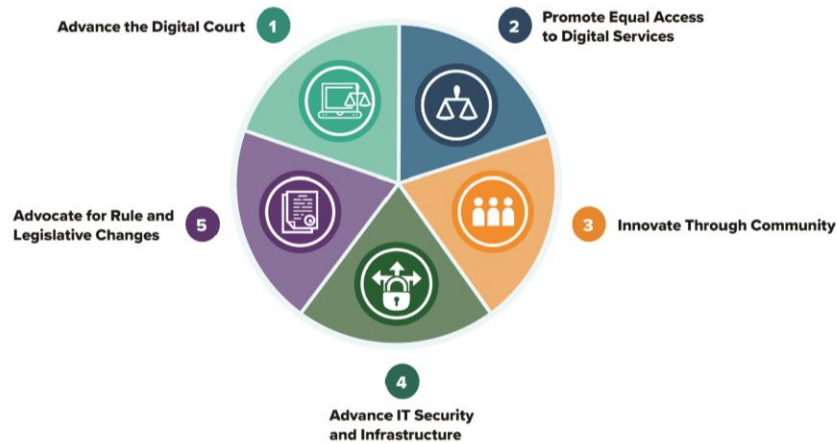 1
Advance the Digital Court
2
Promote Equal Access
to Digital Services
3
Innovate Through Community
4
Advance IT Security
and Infrastructure
5
Advocate for Rule and
Legislative Changes